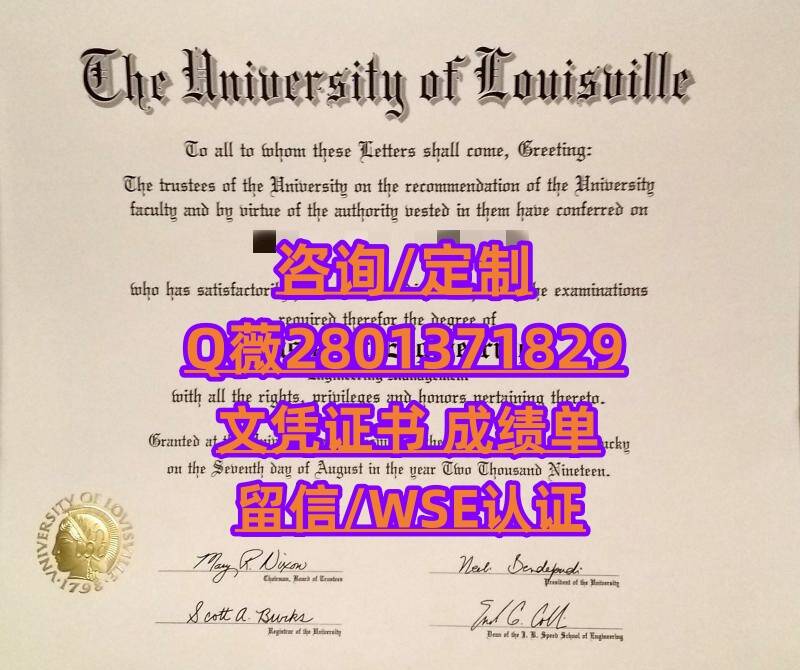 The University of Louisville
To all to whom these Letters shall come, Greeting:
The trustees of the University on the recommendation of the University
faculty and by virtue of the authority vested in them have conferred on
咨询/定制
who has satisfactorily examinations
required therefor the degree of
Q薇2801371829
Engineering Management
with all the rights, privileges and honors pertaining thereto.
文凭证书 成绩单
Granted at
on the Seventh day of August in the year Two Thousand Nineteen.
留信/WSE认证
UNIVERSITY OF LOUISVILLE
1798
Mary R. Nixon
Chairman, Board of Trustees
Neeli Bendapudi
President of the University
Scott A. Burks
Registrar of the University
Dean of the J. B. Speed School of Engineering